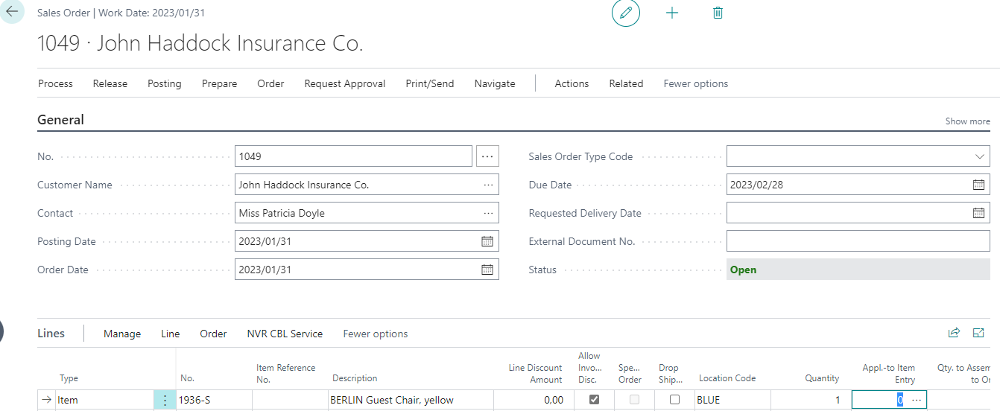 Sales Order | Work Date: 2023/01/31
1049 · John Haddock Insurance Co.
Process Release Posting Prepare Order Request Approval Print/Send Navigate Actions Related Fewer options
General Show more
No. 1049 Sales Order Type Code
Customer Name John Haddock Insurance Co. Due Date 2023/02/28
Contact Miss Patricia Doyle Requested Delivery Date
Posting Date 2023/01/31 External Document No.
Order Date 2023/01/31 Status Open
Lines Manage Line Order NVR CBL Service Fewer options
Allow
Item Reference Line Discount Invo... Spe... Drop Appl.-to Item Qty. to Assem
Type No. No. Description Amount Disc. Order Ship... Location Code Quantity Entry to Or
Item 1936-S BERLIN Guest Chair, yellow 0,00 BLUE 1 0